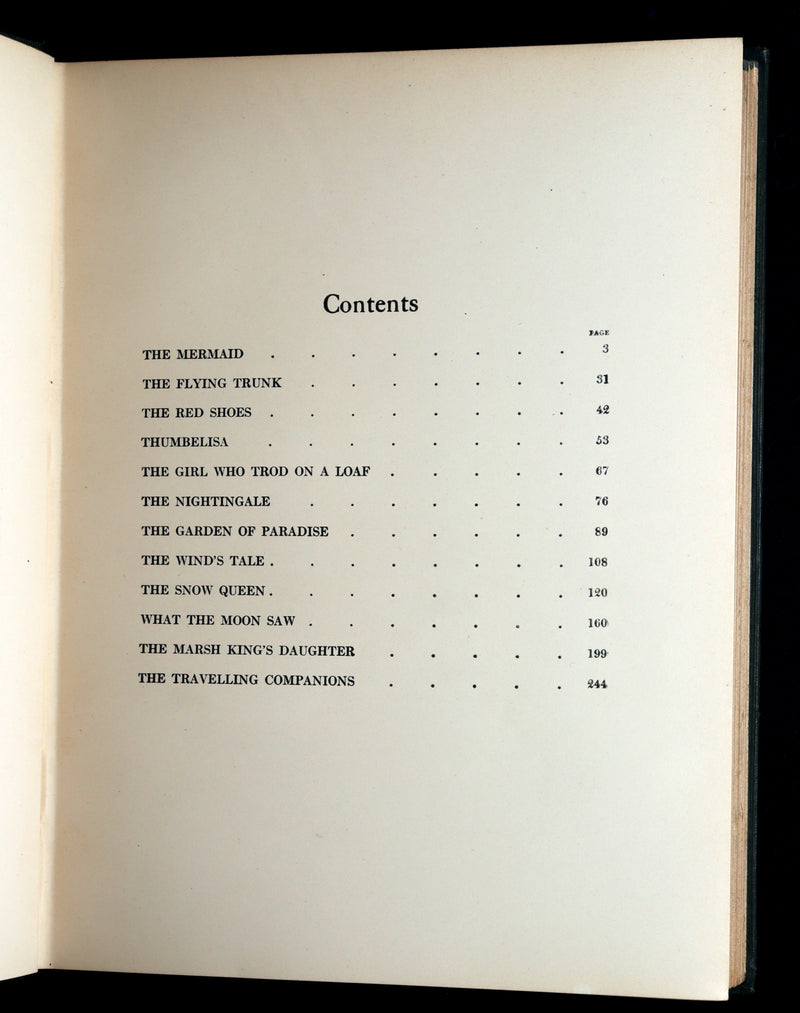 Contents
PAGE
THE MERMAID . . . . . . . . 3
THE FLYING TRUNK . . . . . . . 31
THE RED SHOES . . . . . . . . 42
THUMBELISA . . . . . . . . 53
THE GIRL WHO TROD ON A LOAF . . . . . 67
THE NIGHTINGALE . . . . . . . 76
THE GARDEN OF PARADISE . . . . . . 89
THE WIND'S TALE . . . . . . . . 108
THE SNOW QUEEN . . . . . . . . 120
WHAT THE MOON SAW . . . . . . . 160
THE MARSH KING'S DAUGHTER . . . . . 199
THE TRAVELLING COMPANIONS . . . . . 244